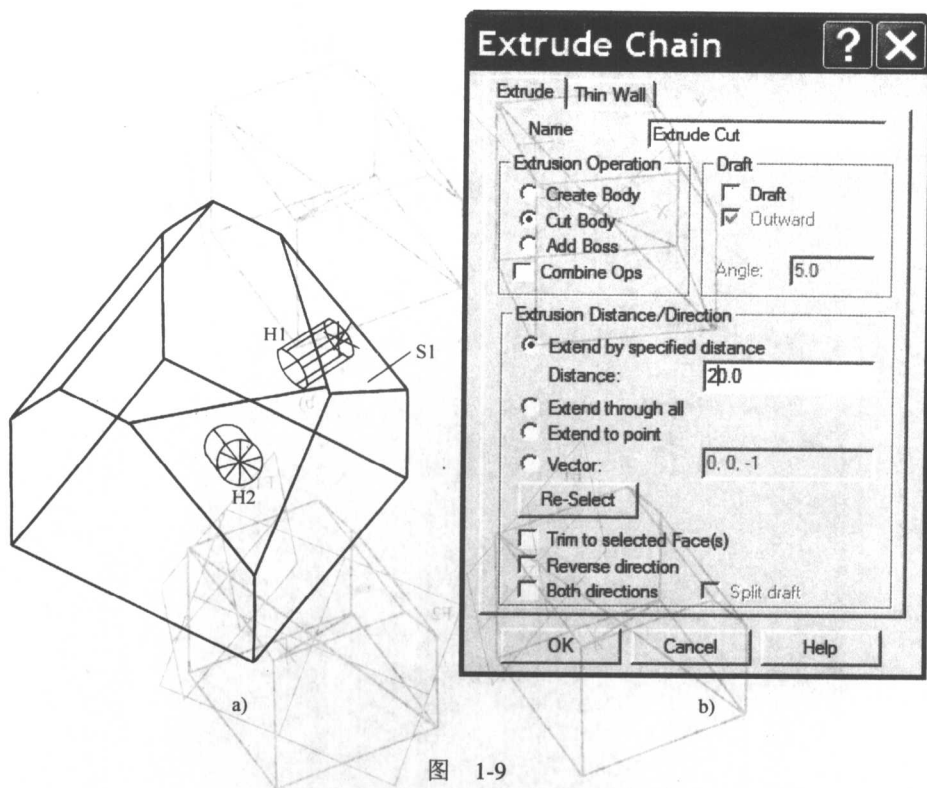 H1
S1
H2
a)
Extrude Chain
Extrude
Thin Wall
Name
Extrude Cut
Extrusion Operation
Create Body
Cut Body
Add Boss
Combine Ops
Draft
Draft
Outward
Angle:
5.0
Extrusion Distance/Direction
Extend by specified distance
Distance:
20.0
Extend through all
Extend to point
Vector:
0, 0, -1
Re-Select
Trim to selected Face(s)
Reverse direction
Both directions
Split draft
OK
Cancel
Help
b)
图 1-9